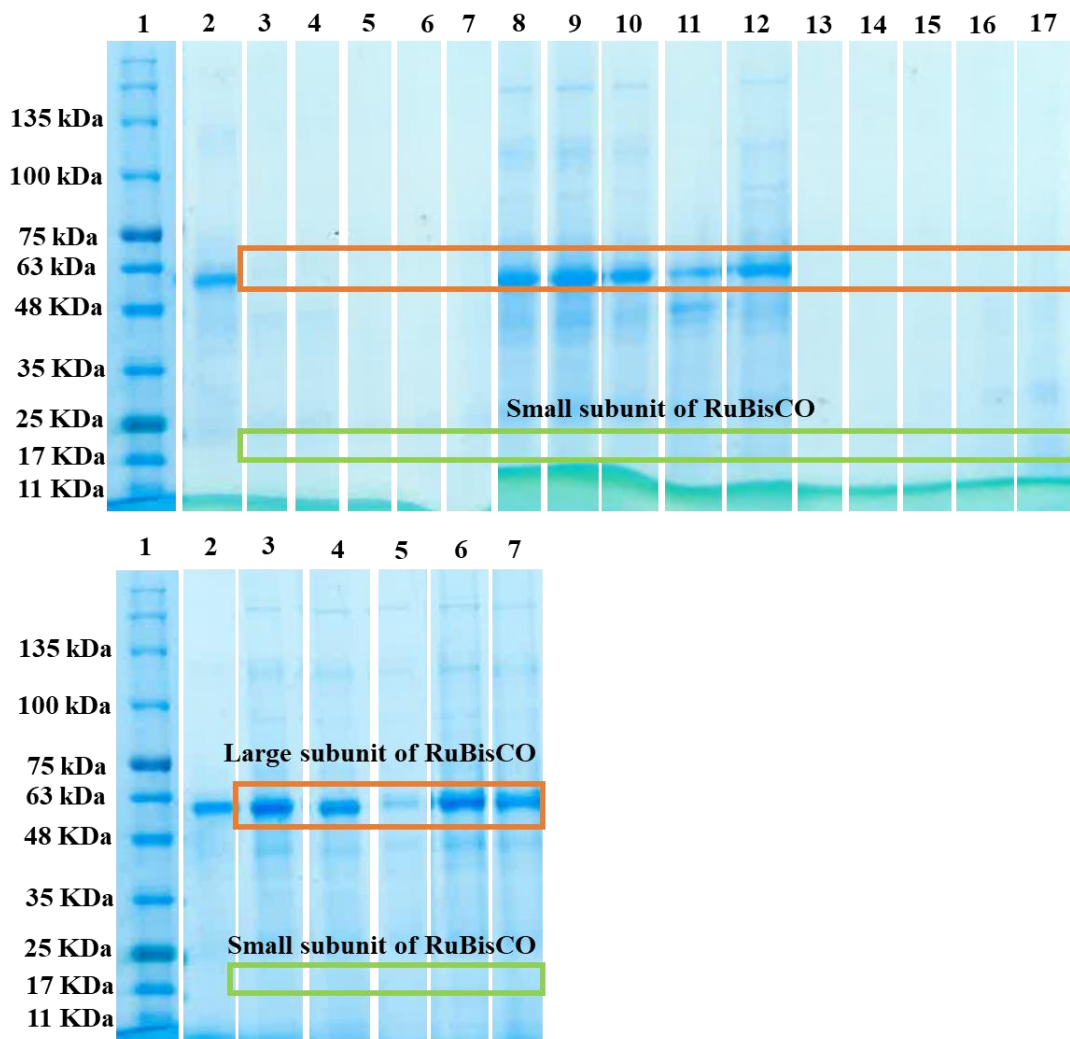 1 2 3 4 5 6 7 8 9 10 11 12 13 14 15 16 17
135 kDa
100 kDa
75 kDa
63 kDa
48 KDa
35 KDa
25 KDa
Small subunit of RuBisCO
17 KDa
11 KDa
1 2 3 4 5 6 7
135 kDa
100 kDa
Large subunit of RuBisCO
75 kDa
63 kDa
48 KDa
35 KDa
25 KDa
Small subunit of RuBisCO
17 KDa
11 KDa